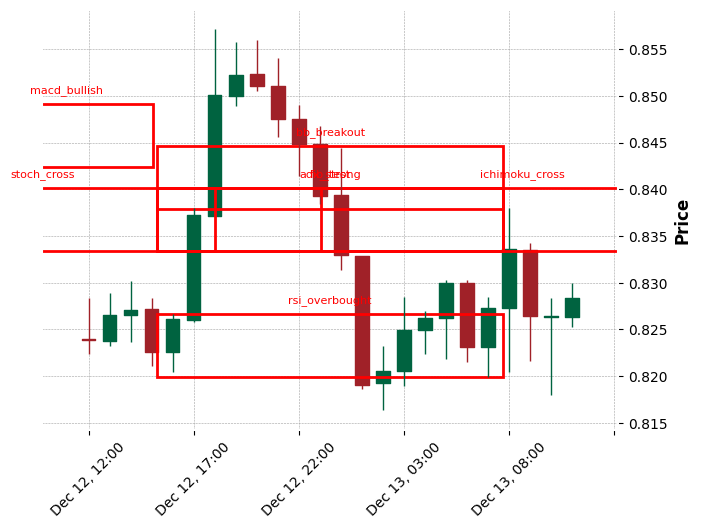 macd_bullish
0.855
0.850
0.845
0.840
0.835
0.830
0.825
0.820
0.815
stoch_cross
ichimoku_cross
rsi_overbought
Price
Dec 12, 12:00
Dec 12, 17:00
Dec 12, 22:00
Dec 13, 03:00
Dec 13, 08:00